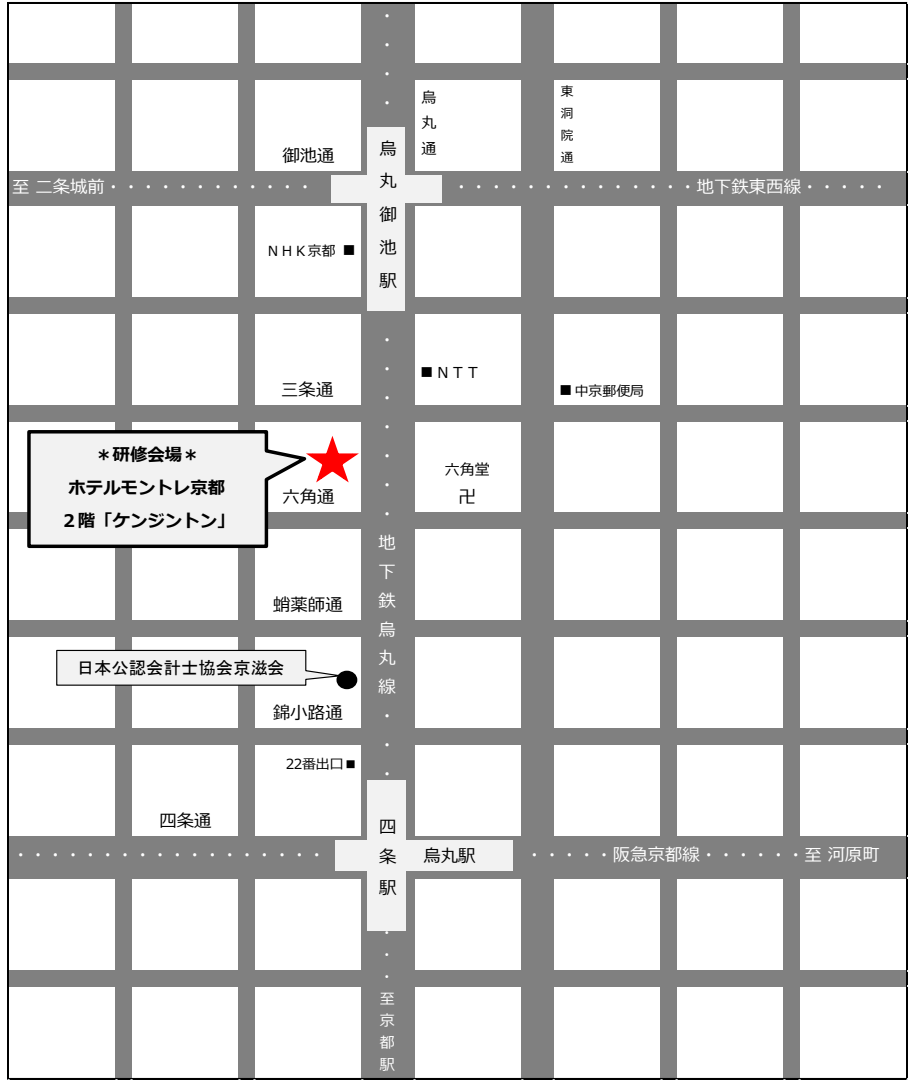 烏丸通
東洞院通
御池通
烏丸御池駅
至 二条城前・・・・・・・・・・・・
・・・・・・・・・・・・・・地下鉄東西線・・・・・
ＮＨＫ京都 ■
■ＮＴＴ
三条通
■中京郵便局
＊研修会場＊
ホテルモントレ京都
２階「ケンジントン」
六角堂
卍
六角通
地下鉄烏丸線
蛸薬師通
日本公認会計士協会京滋会
錦小路通
22番出口■
四条通
四条駅
烏丸駅
・・・・・阪急京都線・・・・・・至 河原町
至京都駅